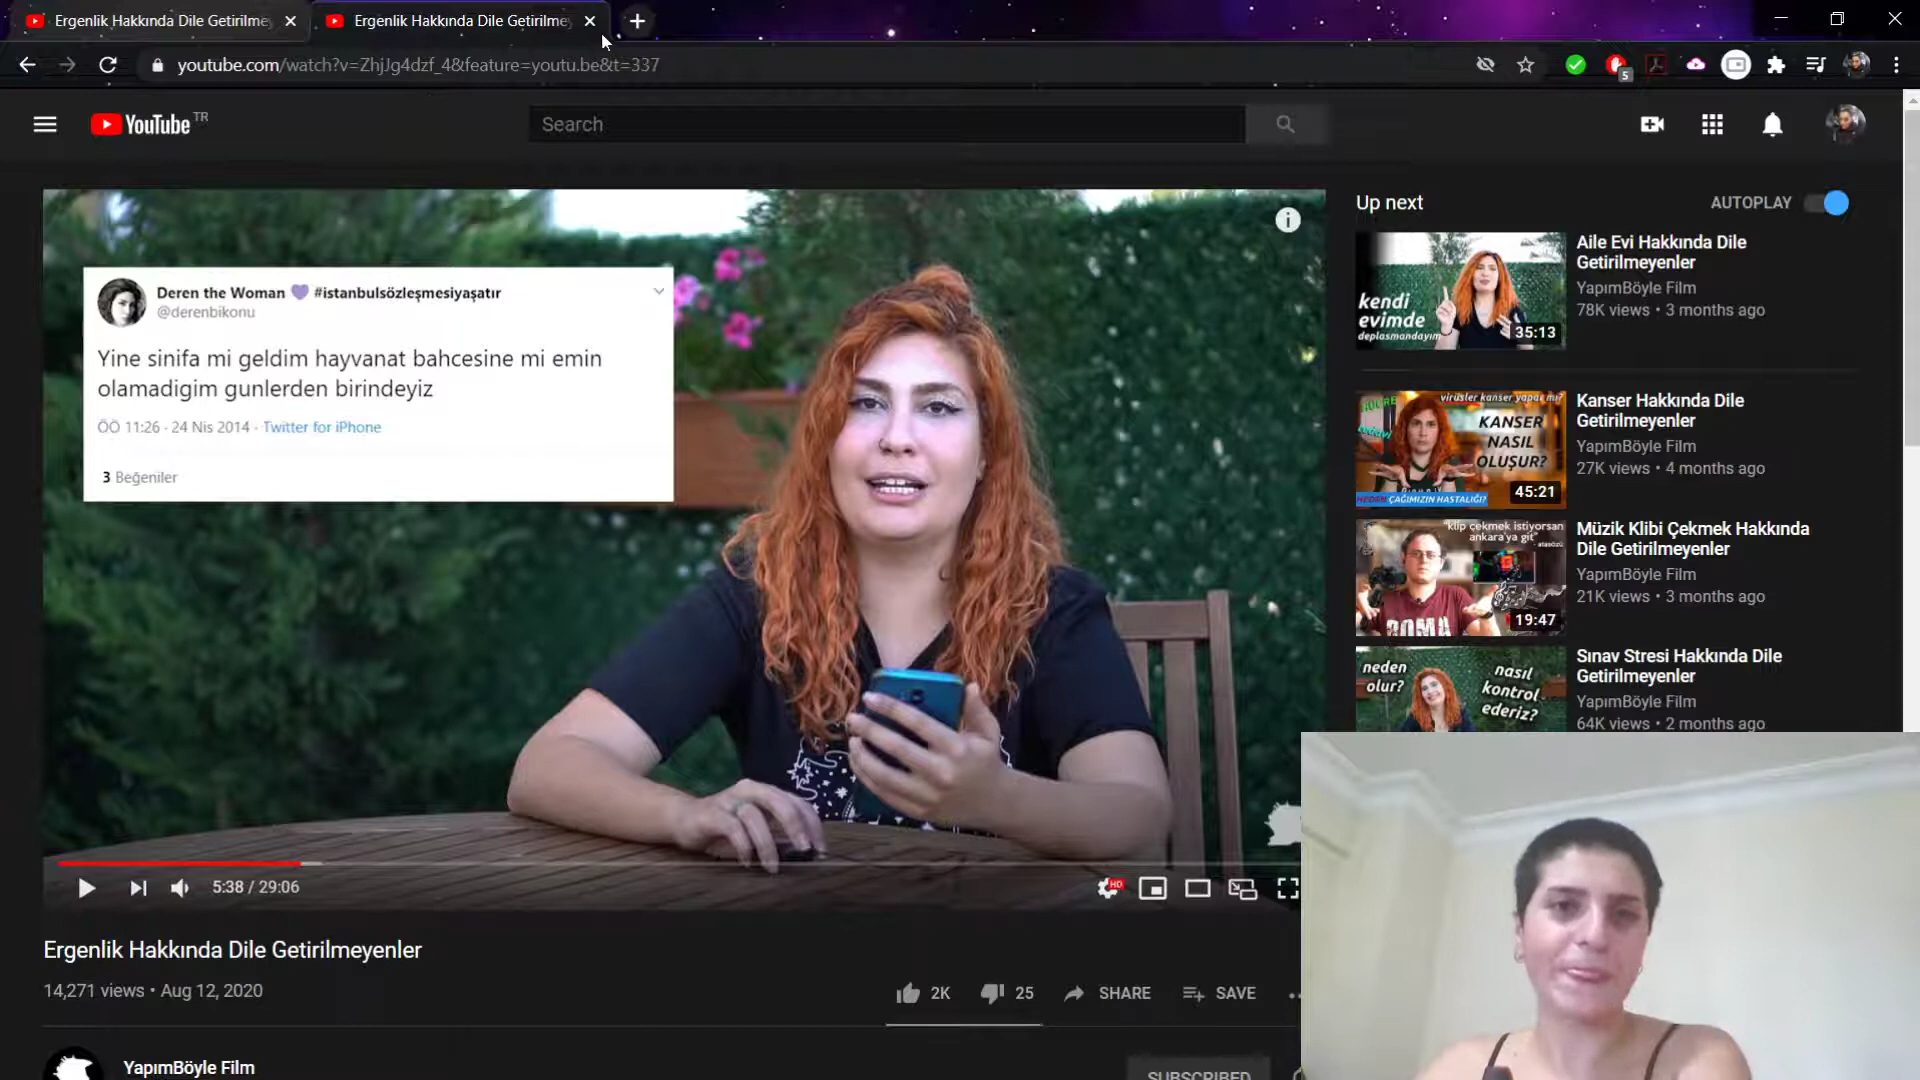 Ergenlik Hakkında Dile Getirilme
Ergenlik Hakkında Dile Getirilme
youtube.com/watch?v=ZhjJg4dzf_4&feature=youtu.be&t=337
5
YouTube TR
Search
Up next
AUTOPLAY
Deren the Woman 💜 #istanbulsözleşmesiyaşatır
@derenbikonu
Yine sinifa mi geldim hayvanat bahcesine mi emin
olamadigim gunlerden birindeyiz
ÖÖ 11:26 · 24 Nis 2014 · Twitter for iPhone
3 Beğeniler
5:38 / 29:06
HD
Ergenlik Hakkında Dile Getirilmeyenler
14,271 views • Aug 12, 2020
2K
25
SHARE
SAVE
YapımBöyle Film
SUBSCRIBED
kendi
evimde
deplasmandayım
35:13
Aile Evi Hakkında Dile
Getirilmeyenler
YapımBöyle Film
78K views • 3 months ago
virüsler kanser yapar mı?
KANSER
NASIL
OLUŞUR?
NEDEN ÇAĞIMIZIN HASTALIĞI?
45:21
Kanser Hakkında Dile
Getirilmeyenler
YapımBöyle Film
27K views • 4 months ago
"klip çekmek istiyorsan
ankara'ya git"
- atasözü
19:47
Müzik Klibi Çekmek Hakkında
Dile Getirilmeyenler
YapımBöyle Film
21K views • 3 months ago
neden
olur?
nasıl
kontrol
ederiz?
Sınav Stresi Hakkında Dile
Getirilmeyenler
YapımBöyle Film
64K views • 2 months ago